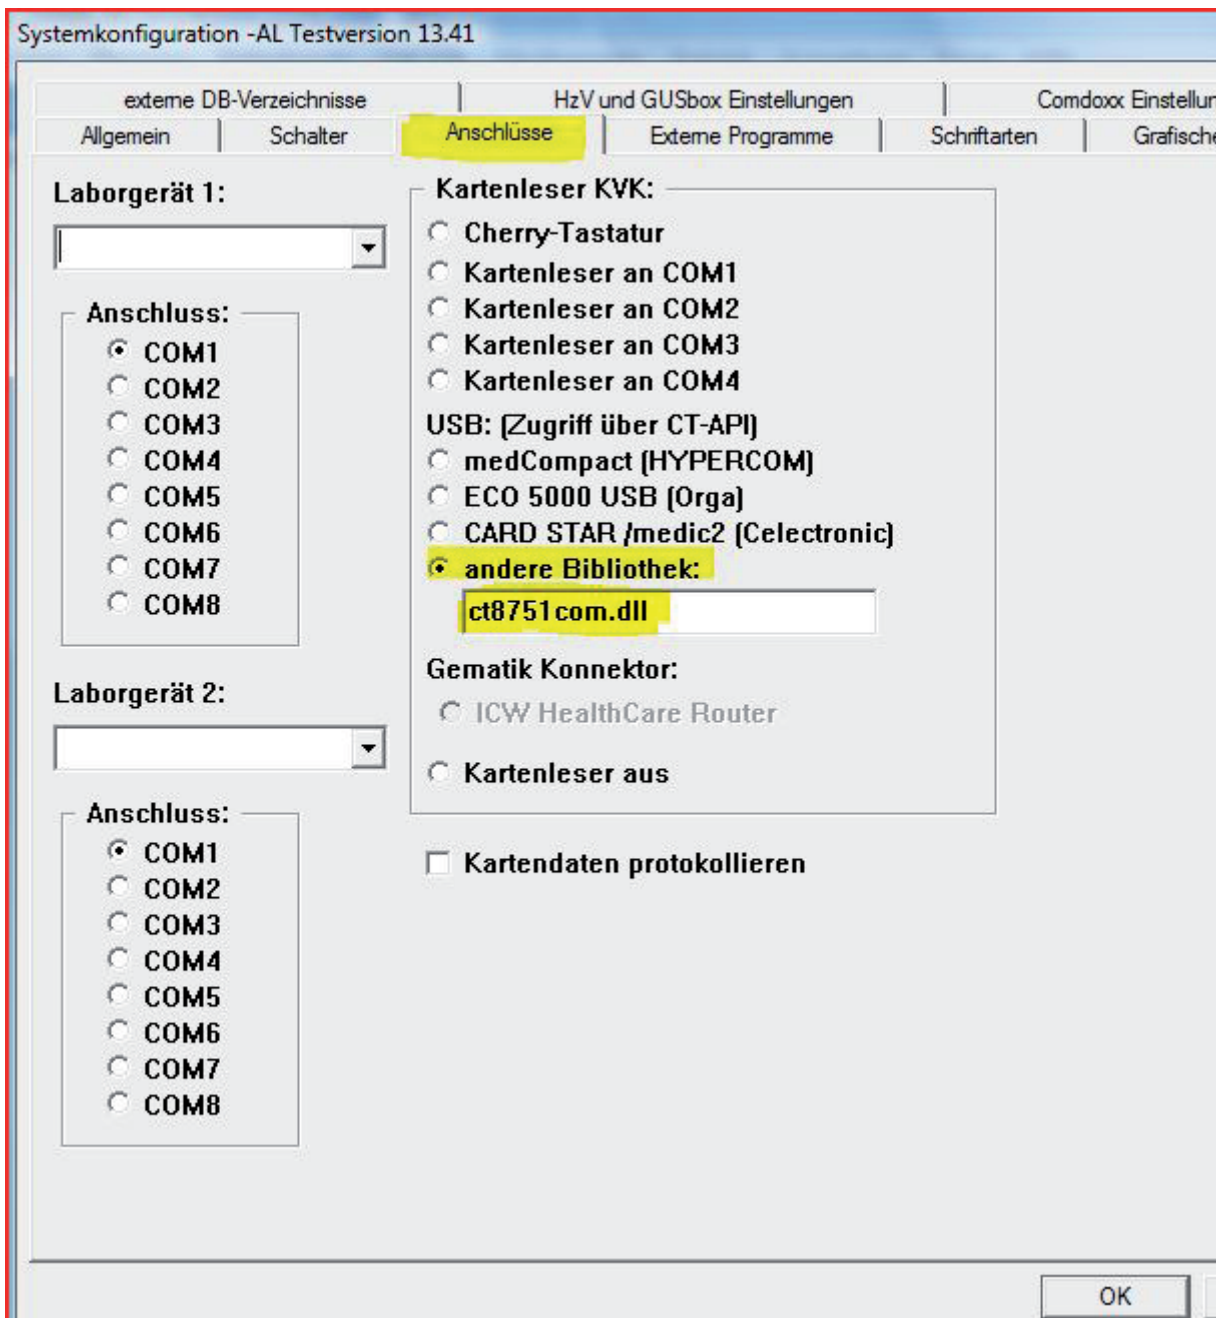 Systemkonfiguration -AL Testversion 13.41
externe DB-Verzeichnisse
HzV und GUSbox Einstellungen
Comdoxx
Allgemein
Schalter
Anschlüsse
Externe Programme
Schriftarten
Laborgerät 1:
Anschluss:
COM1
COM2
COM3
COM4
COM5
COM6
COM7
COM8
Laborgerät 2:
Anschluss:
COM1
COM2
COM3
COM4
COM5
COM6
COM7
COM8
Kartenleser KVK:
Cherry-Tastatur
Kartenleser an COM1
Kartenleser an COM2
Kartenleser an COM3
Kartenleser an COM4
USB: (Zugriff über CT-API)
medCompact (HYPERCOM)
ECO 5000 USB (Orga)
CARD STAR /medic2 (Celectronic)
andere Bibliothek:
ct8751com.dll
Gematik Konnektor:
ICW HealthCare Router
Kartenleser aus
Kartendaten protokollieren
OK